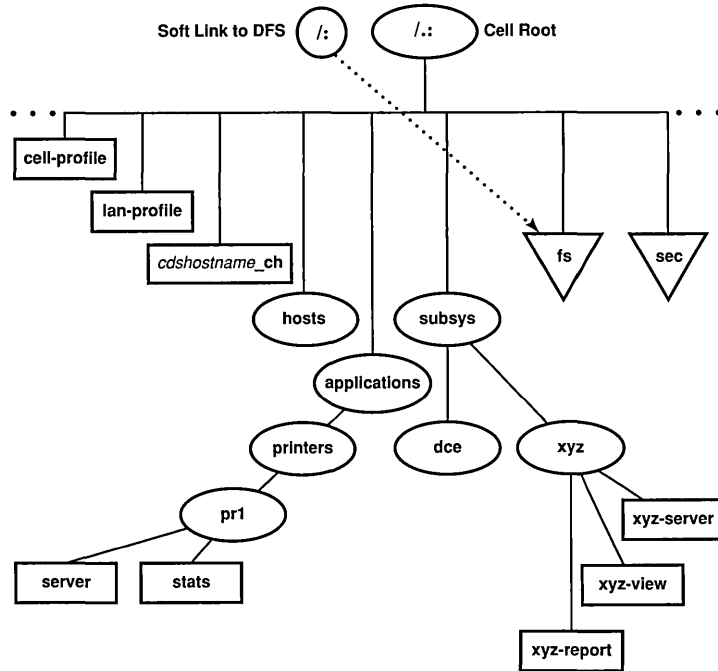 Soft Link to DFS
/:
/.:
Cell Root
cell-profile
lan-profile
cdshostname_ch
fs
sec
hosts
subsys
applications
printers
dce
xyz
pr1
xyz-server
server
stats
xyz-view
xyz-report